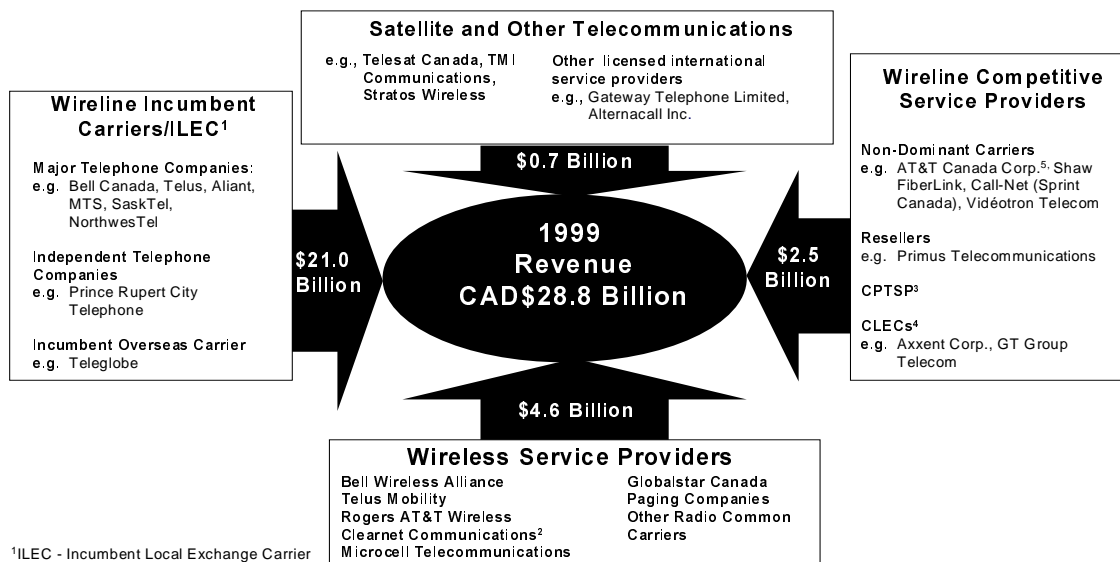 Satellite and Other Telecommunications
e.g., Telesat Canada, TMI
Communications,
Stratos Wireless
Other licensed international
service providers
e.g., Gateway Telephone Limited,
Alternacall Inc.
Wireline Incumbent
Carriers/ILEC¹
Major Telephone Companies:
e.g. Bell Canada, Telus, Aliant,
MTS, SaskTel,
NorthwesTel
Independent Telephone
Companies
e.g. Prince Rupert City
Telephone
Incumbent Overseas Carrier
e.g. Teleglobe
Wireline Competitive
Service Providers
Non-Dominant Carriers
e.g. AT&T Canada Corp.⁵, Shaw
FiberLink, Call-Net (Sprint
Canada), Vidéotron Telecom
Resellers
e.g. Primus Telecommunications
CPTSP³
CLECs⁴
e.g. Axxent Corp., GT Group
Telecom
$0.7 Billion
$21.0
Billion
1999
Revenue
CAD$28.8 Billion
$2.5
Billion
$4.6 Billion
Wireless Service Providers
Bell Wireless Alliance
Telus Mobility
Rogers AT&T Wireless
Clearnet Communications²
Microcell Telecommunications
Globalstar Canada
Paging Companies
Other Radio Common
Carriers
¹ILEC - Incumbent Local Exchange Carrier